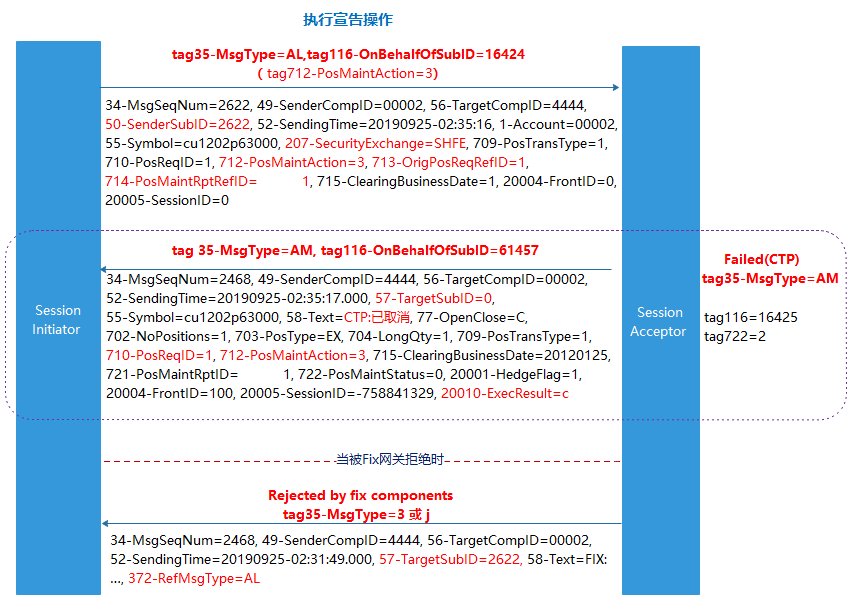 执行宣告操作
tag35-MsgType=AL,tag116-OnBehalfOfSubID=16424
( tag712-PosMaintAction=3)
34-MsgSeqNum=2622, 49-SenderCompID=00002, 56-TargetCompID=4444,
50-SenderSubID=2622, 52-SendingTime=20190925-02:35:16, 1-Account=00002,
55-Symbol=cu1202p63000, 207-SecurityExchange=SHFE, 709-PosTransType=1,
710-PosReqID=1, 712-PosMaintAction=3, 713-OrigPosReqRefID=1,
714-PosMaintRptRefID= 1, 715-ClearingBusinessDate=1, 20004-FrontID=0,
20005-SessionID=0
tag 35-MsgType=AM, tag116-OnBehalfOfSubID=61457
34-MsgSeqNum=2468, 49-SenderCompID=4444, 56-TargetCompID=00002,
52-SendingTime=20190925-02:35:17.000, 57-TargetSubID=0,
55-Symbol=cu1202p63000, 58-Text=CTP:已取消, 77-OpenClose=C,
702-NoPositions=1, 703-PosType=EX, 704-LongQty=1, 709-PosTransType=1,
710-PosReqID=1, 712-PosMaintAction=3, 715-ClearingBusinessDate=20120125,
721-PosMaintRptID= 1, 722-PosMaintStatus=0, 20001-HedgeFlag=1,
20004-FrontID=100, 20005-SessionID=-758841329, 20010-ExecResult=c
Session
Initiator
Session
Acceptor
Failed(CTP)
tag35-MsgType=AM
tag116=16425
tag722=2
当被Fix网关拒绝时
Rejected by fix components
tag35-MsgType=3 或 j
34-MsgSeqNum=2468, 49-SenderCompID=4444, 56-TargetCompID=00002,
52-SendingTime=20190925-02:31:49.000, 57-TargetSubID=2622, 58-Text=FIX:
..., 372-RefMsgType=AL